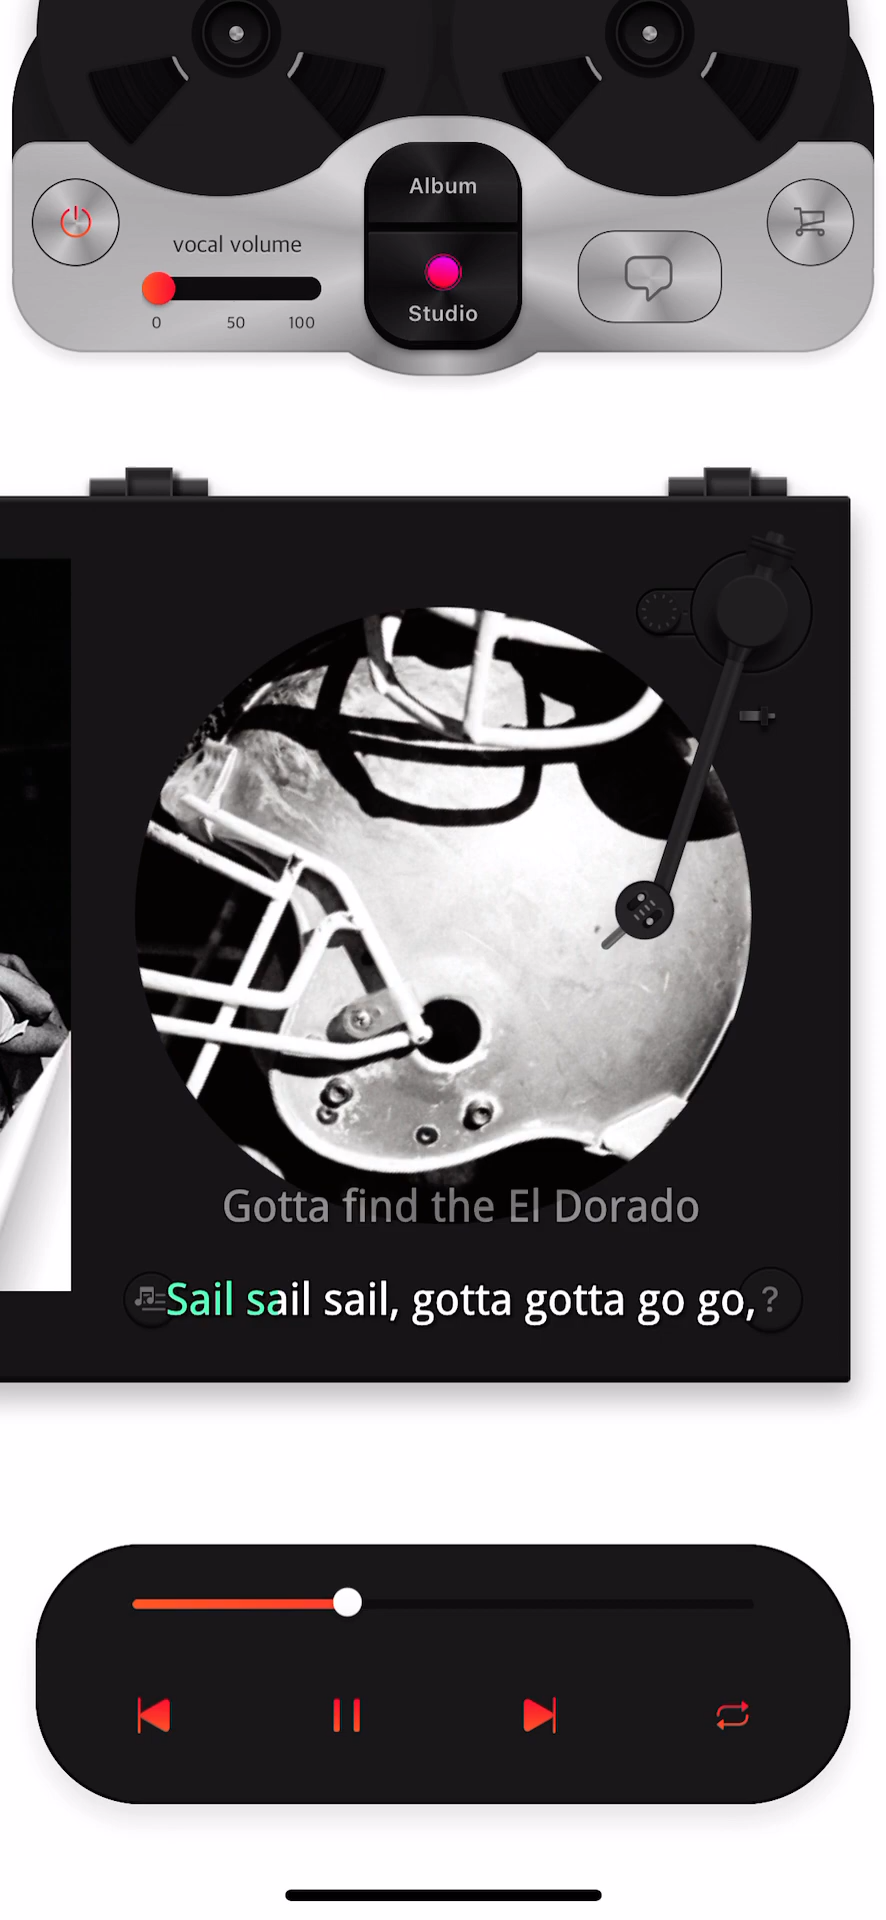 Album
vocal volume
Studio
0 50 100
Gotta find the El Dorado
Sail sail sail, gotta gotta go go,
?